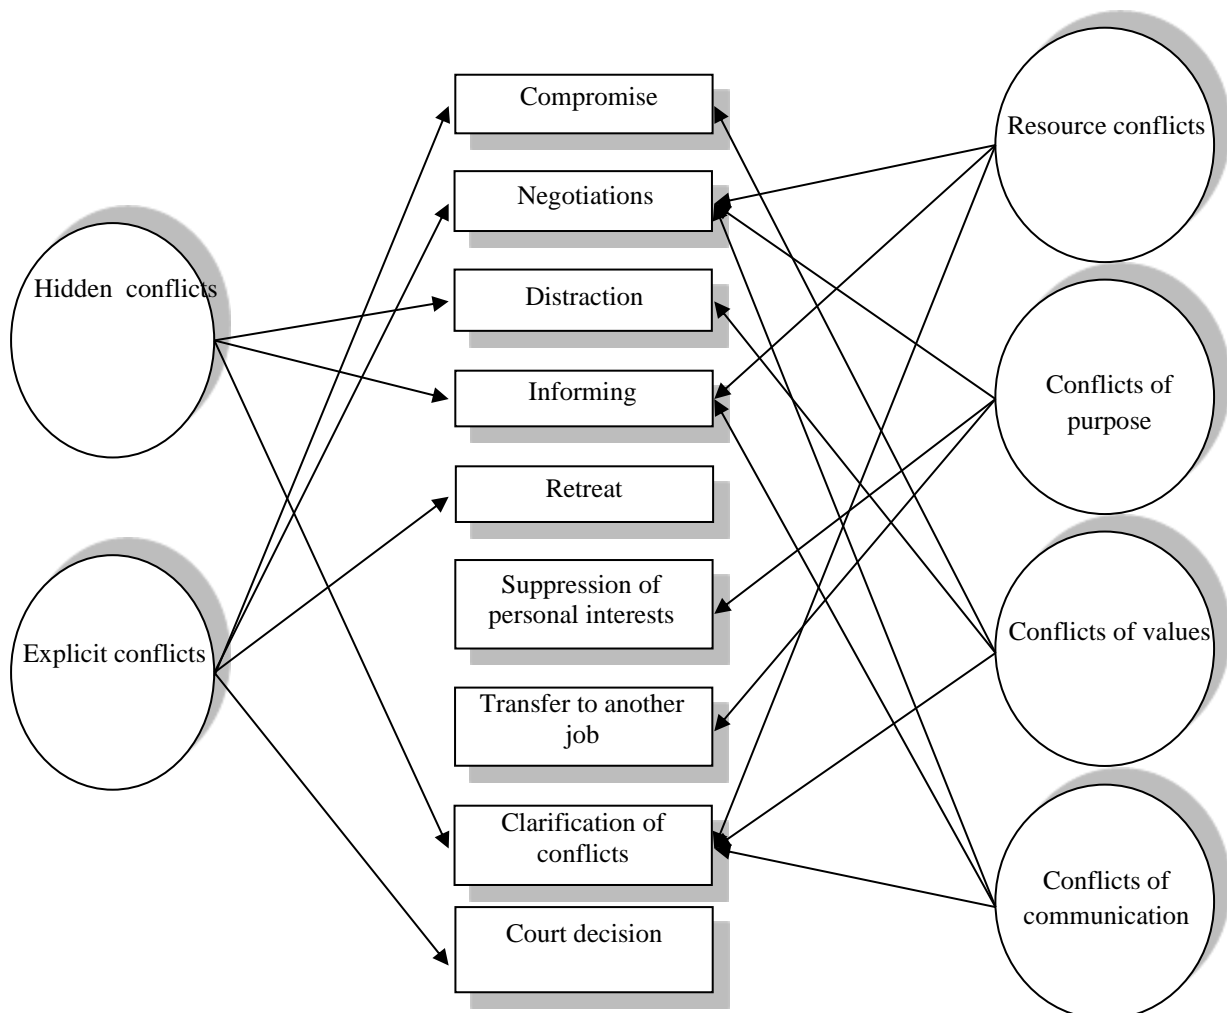 Hidden conflicts
Explicit conflicts
Compromise
Negotiations
Distraction
Informing
Retreat
Suppression of
personal interests
Transfer to another
job
Clarification of
conflicts
Court decision
Resource conflicts
Conflicts of
purpose
Conflicts of values
Conflicts of
communication